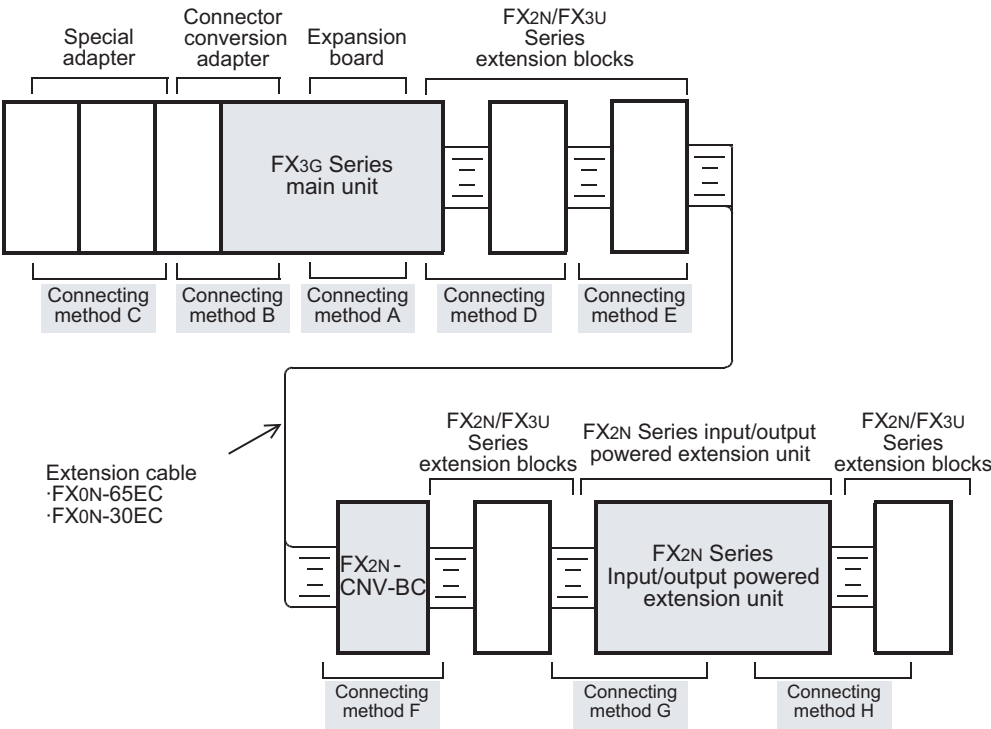 Special
adapter
Connector
conversion
adapter
Expansion
board
FX2N/FX3U
Series
extension blocks
FX3G Series
main unit
Connecting
method C
Connecting
method B
Connecting
method A
Connecting
method D
Connecting
method E
Extension cable
·FX0N-65EC
·FX0N-30EC
FX2N/FX3U
Series
extension blocks
FX2N Series input/output
powered extension unit
FX2N/FX3U
Series
extension blocks
FX2N-
CNV-BC
FX2N Series
Input/output powered
extension unit
Connecting
method F
Connecting
method G
Connecting
method H